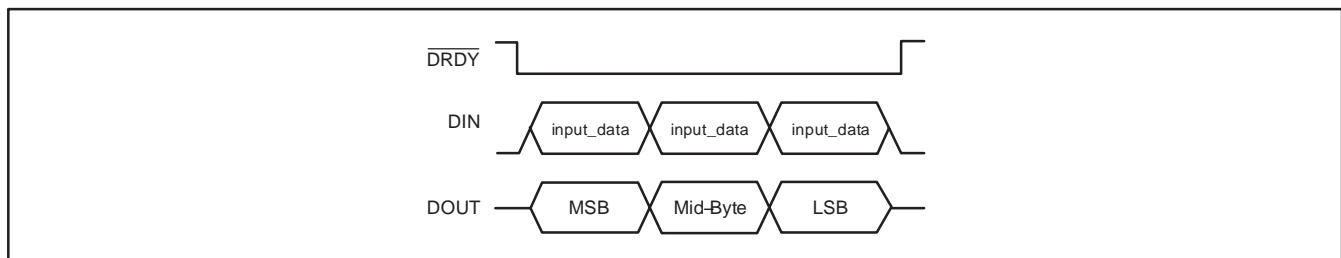 DRDY
DIN input_data input_data input_data
DOUT MSB Mid-Byte LSB